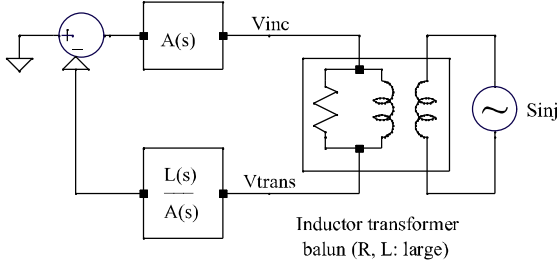 Vinc
A(s)
+
−
Sinj
L(s)
A(s)
Vtrans
Inductor transformer
balun (R, L: large)